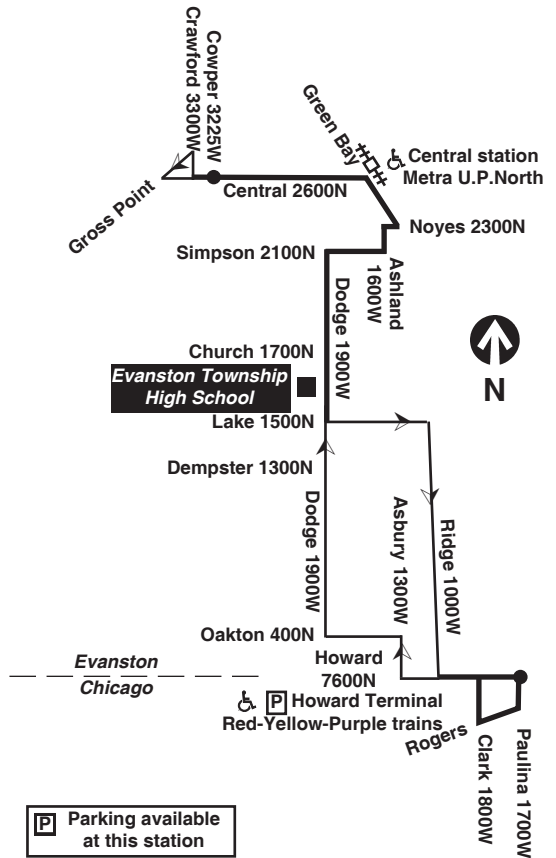 Cowper 3225W
Crawford 3300W
Green Bay
Central station
Metra U.P.North
Central 2600N
Gross Point
Noyes 2300N
Simpson 2100N
Ashland
1600W
Dodge 1900W
Church 1700N
Evanston Township
High School
N
Lake 1500N
Dempster 1300N
Dodge 1900W
Asbury 1300W
Ridge 1000W
Oakton 400N
Evanston
Chicago
Howard
7600N
P Howard Terminal
Red-Yellow-Purple trains
Rogers
Clark 1800W
Paulina 1700W
P Parking available
at this station